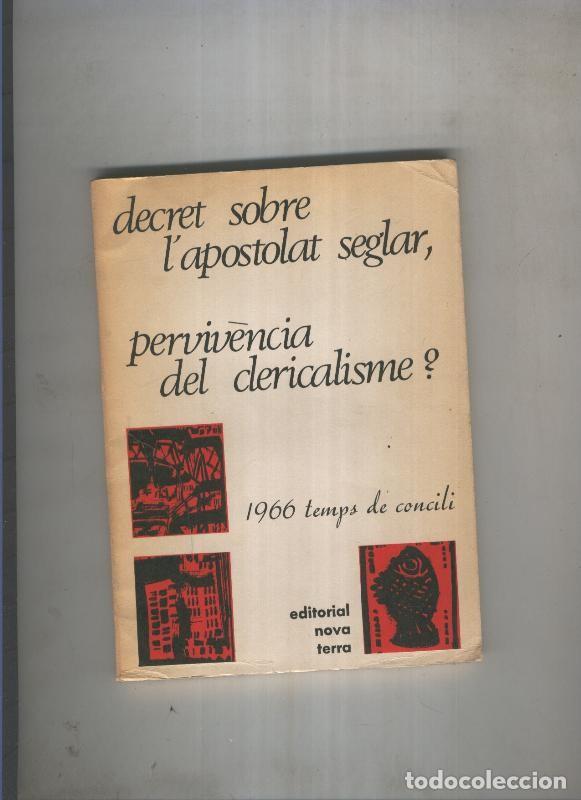 decret sobre
l'apostolat seglar,
pervivència
del clericalisme?
1966 temps de concili
editorial
nova
terra
todocoleccion